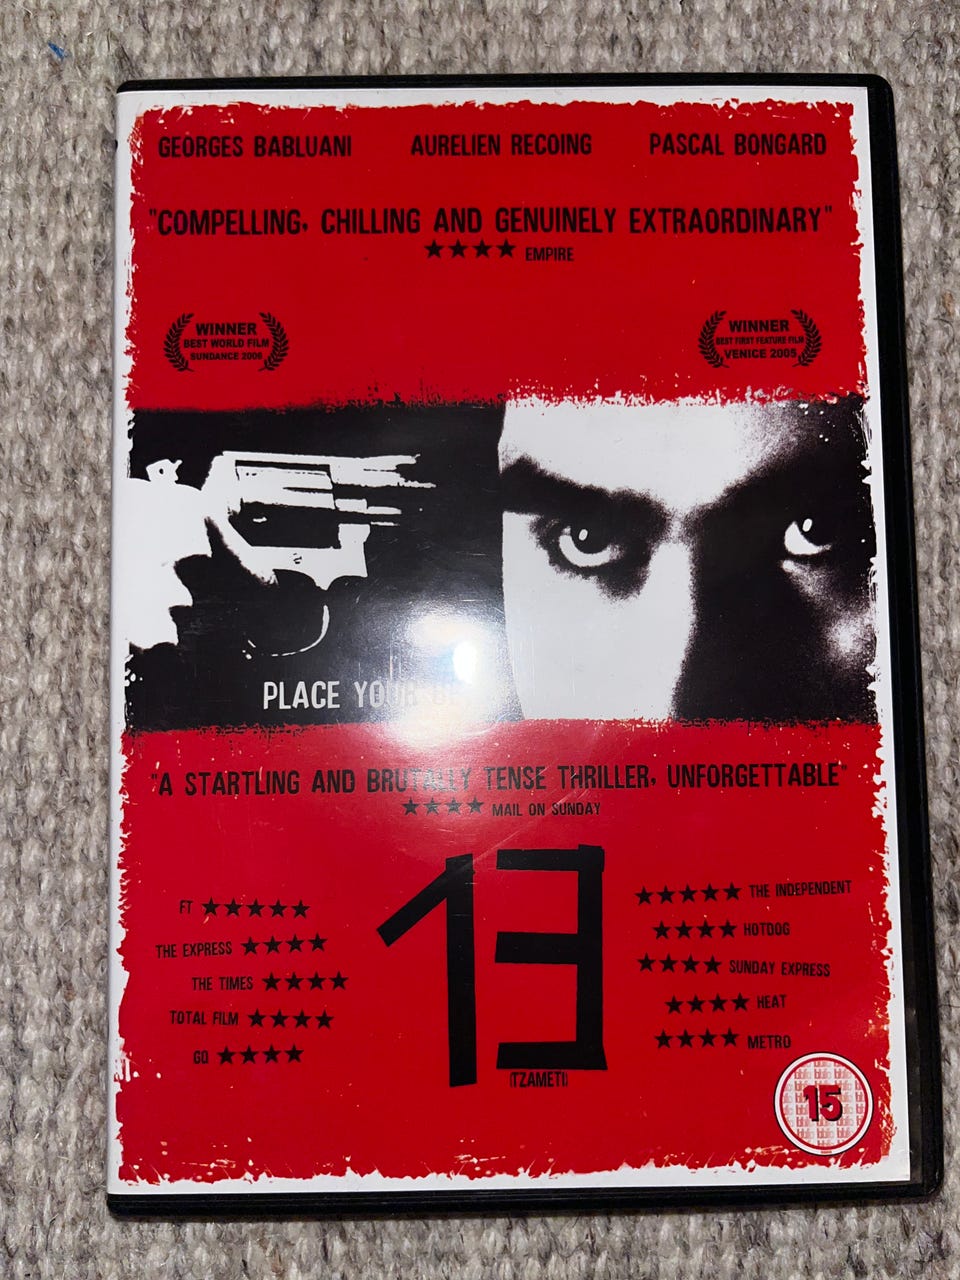 GEORGES BABLUANI AURELIEN RECOING PASCAL BONGARD
"COMPELLING, CHILLING AND GENUINELY EXTRAORDINARY"
★★★★ EMPIRE
WINNER
BEST WORLD FILM
SUNDANCE 2006
WINNER
BEST FIRST FEATURE FILM
VENICE 2005
PLACE YOUR
"A STARTLING AND BRUTALLY TENSE THRILLER, UNFORGETTABLE"
★★★★ MAIL ON SUNDAY
13
(TZAMETI)
FT ★★★★★
THE EXPRESS ★★★★
THE TIMES ★★★★
TOTAL FILM ★★★★
GQ ★★★★
★★★★★ THE INDEPENDENT
★★★★ HOTDOG
★★★★ SUNDAY EXPRESS
★★★★ HEAT
★★★★ METRO
15